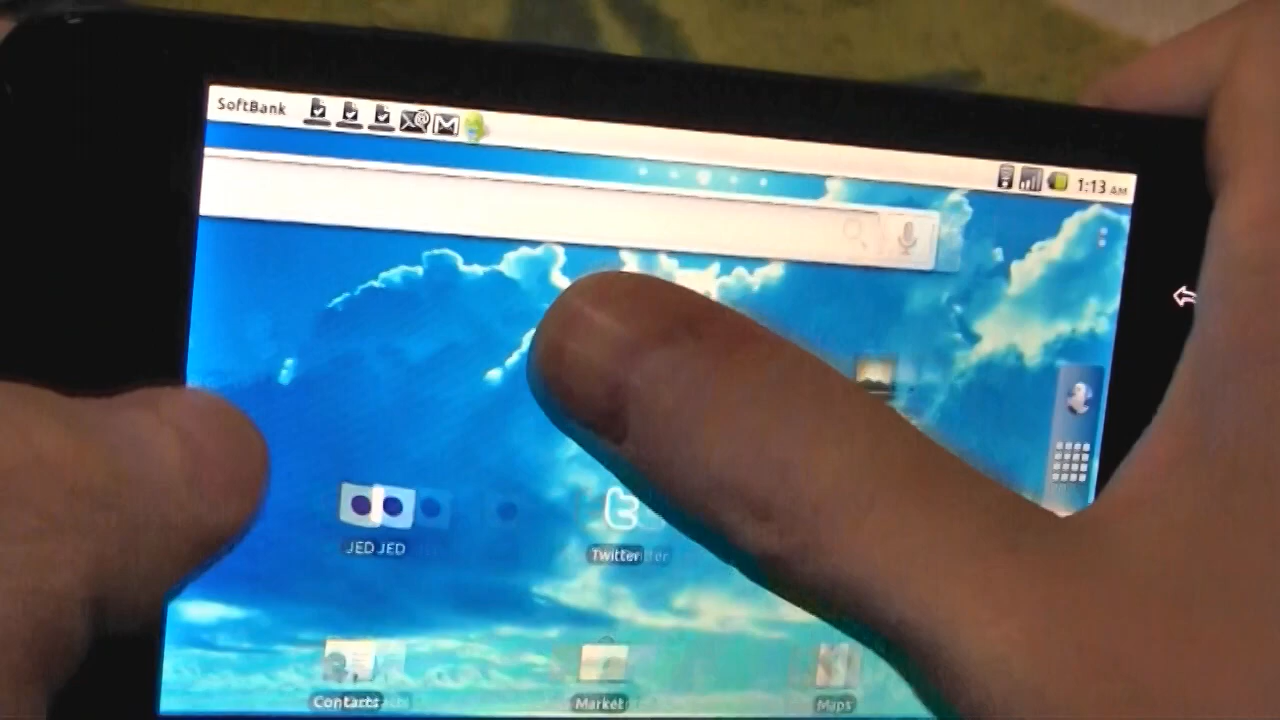 SoftBank
1:13 AM
JED JED
Twitter
Contacts
Market
Maps